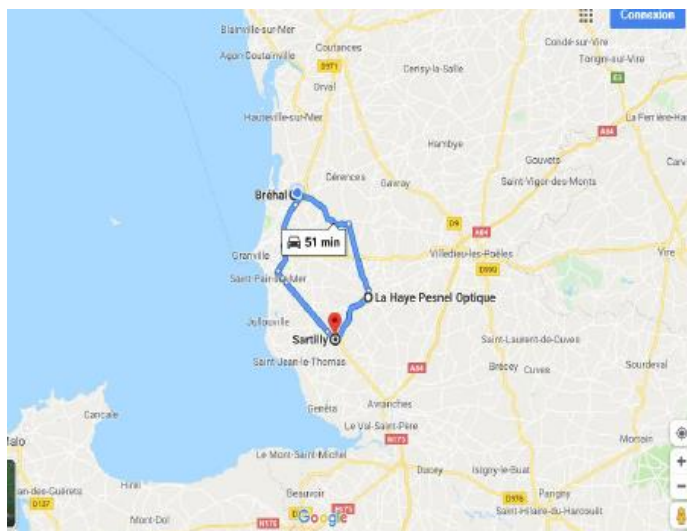 Blainville-sur-Mer
Connexion
Agon Coutainville
Coutances
D971
Condé-sur-Vire
Torigni-sur-Vire
Cerisy-la-Salle
Orval
Hauteville-sur-Mer
A84
Hambye
Gouvets
Bréhal
Cérences
Gavray
Saint-Vigor-des-Monts
51 min
D9
A84
Granville
Villedieu-les-Poêles
Vire
D999
Saint-Pair-sur-Mer
La Haye Pesnel Optique
Jullouville
Sartilly
Saint-Laurent-de-Cuves
Saint-Jean-le-Thomas
A84
Brécey
Cuves
Sourdeval
Genêts
Avranches
Cancale
Le Val-Saint-Père
N175
Mortain
Le Mont-Saint-Michel
Ducey
Isigny-le-Buat
Hirel
Beauvoir
D976
Parigny
D137
Mont-Dol
N176
Google
Saint-Hilaire-du-Harcouët